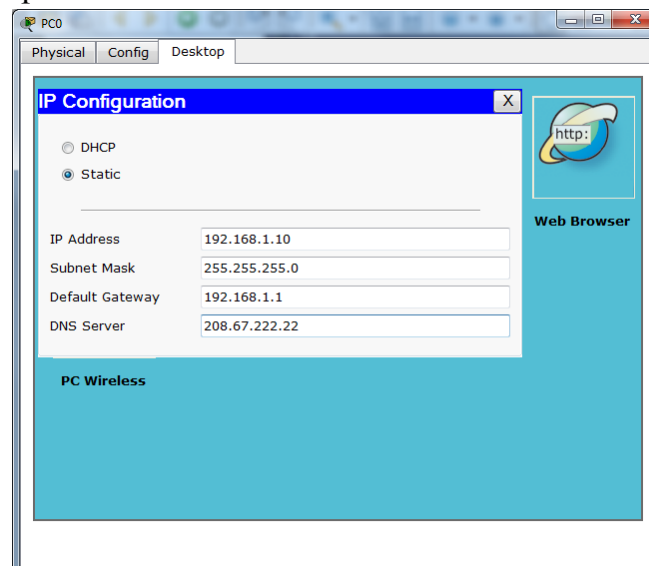 PC0
Physical Config Desktop
IP Configuration X
http:
DHCP
Static
Web Browser
IP Address 192.168.1.10
Subnet Mask 255.255.255.0
Default Gateway 192.168.1.1
DNS Server 208.67.222.22
PC Wireless